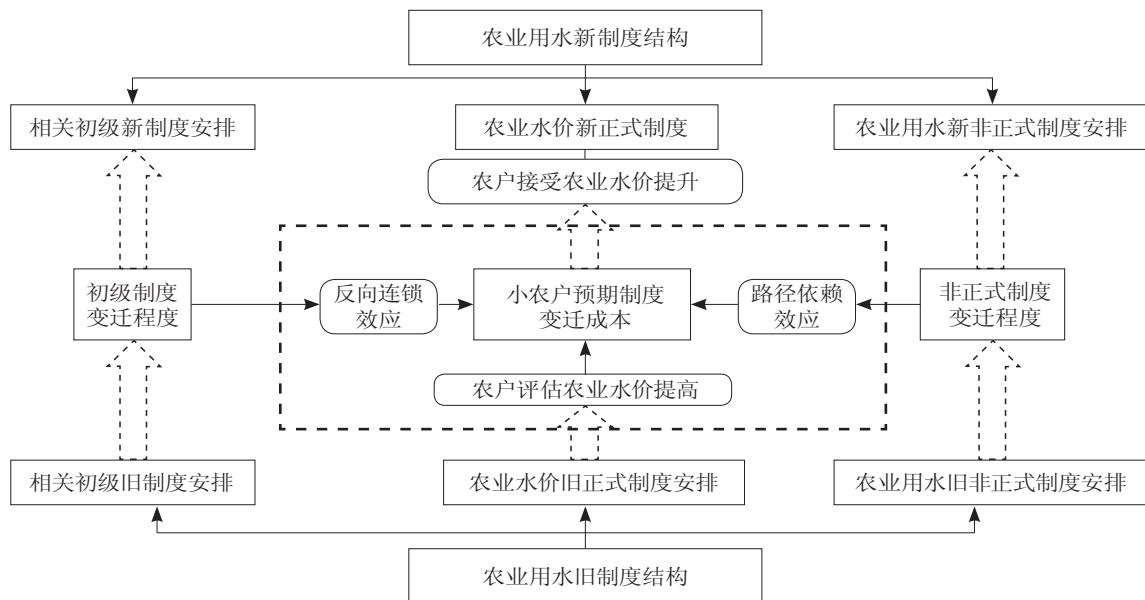 农业用水新制度结构
相关初级新制度安排
农业水价新正式制度
农业用水新非正式制度安排
农户接受农业水价提升
初级制度
变迁程度
反向连锁
效应
小农户预期制度
变迁成本
路径依赖
效应
非正式制度
变迁程度
农户评估农业水价提高
相关初级旧制度安排
农业水价旧正式制度安排
农业用水旧非正式制度安排
农业用水旧制度结构